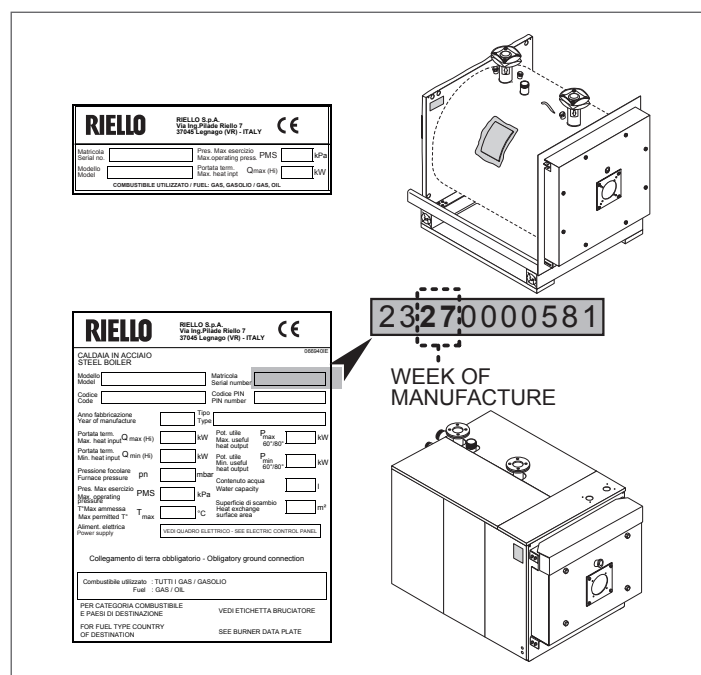 RIELLO
RIELLO S.p.A.
Via Ing.Pilade Riello 7
37045 Legnago (VR) - ITALY
CE
Matricola
Serial no.
Pres. Max esercizio
Max.operating press.
PMS
kPa
Modello
Model
Portata term.
Max. heat inpt
Qmax (Hi)
kW
COMBUSTIBILE UTILIZZATO / FUEL: GAS, GASOLIO / GAS, OIL
23270000581
WEEK OF
MANUFACTURE
RIELLO
RIELLO S.p.A.
Via Ing.Pilade Riello 7
37045 Legnago (VR) - ITALY
CE
CALDAIA IN ACCIAIO
STEEL BOILER
066940IE
Modello
Model
Matricola
Serial number
Codice
Code
Codice PIN
PIN number
Anno fabbricazione
Year of manufacture
Tipo
Type
Portata term.
Max. heat input
Q max (Hi)
kW
Pot. utile
Max. useful
heat output
Pmax
60°/80°
kW
Portata term.
Min. heat input
Q min (Hi)
kW
Pot. utile
Min. useful
heat output
Pmin
60°/80°
kW
Pressione focolare
Furnace pressure
pn
mbar
Contenuto acqua
Water capacity
l
Pres. Max esercizio
Max. operating
pressure
PMS
kPa
Superficie di scambio
Heat exchange
surface area
m²
T°Max ammessa
Max permitted T°
Tmax
°C
Aliment. elettrica
Power supply
VEDI QUADRO ELETTRICO - SEE ELECTRIC CONTROL PANEL
Collegamento di terra obbligatorio - Obligatory ground connection
Combustibile utilizzato : TUTTI I GAS / GASOLIO
Fuel : GAS / OIL
PER CATEGORIA COMBUSTIBILE
E PAESI DI DESTINAZIONE
VEDI ETICHETTA BRUCIATORE
FOR FUEL TYPE COUNTRY
OF DESTINATION
SEE BURNER DATA PLATE